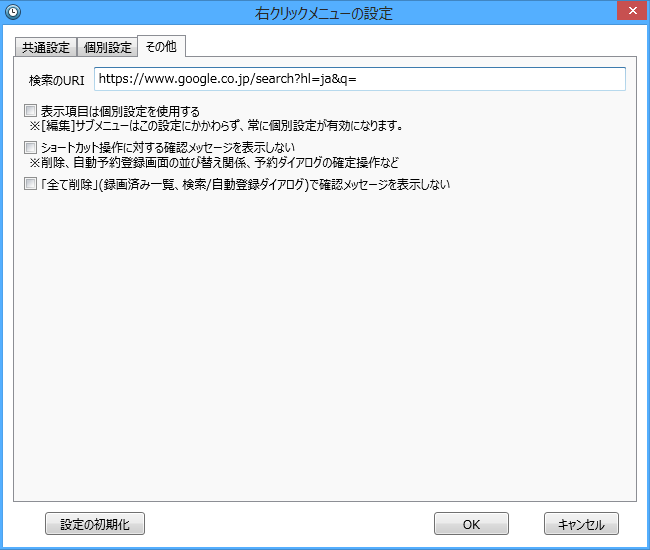 右クリックメニューの設定
共通設定 個別設定 その他
検索のURI https://www.google.co.jp/search?hl=ja&q=
表示項目は個別設定を使用する
※[編集]サブメニューはこの設定にかかわらず、常に個別設定が有効になります。
ショートカット操作に対する確認メッセージを表示しない
※削除、自動予約登録画面の並び替え関係、予約ダイアログの確定操作など
「全て削除」(録画済み一覧、検索/自動登録ダイアログ)で確認メッセージを表示しない
設定の初期化 OK キャンセル